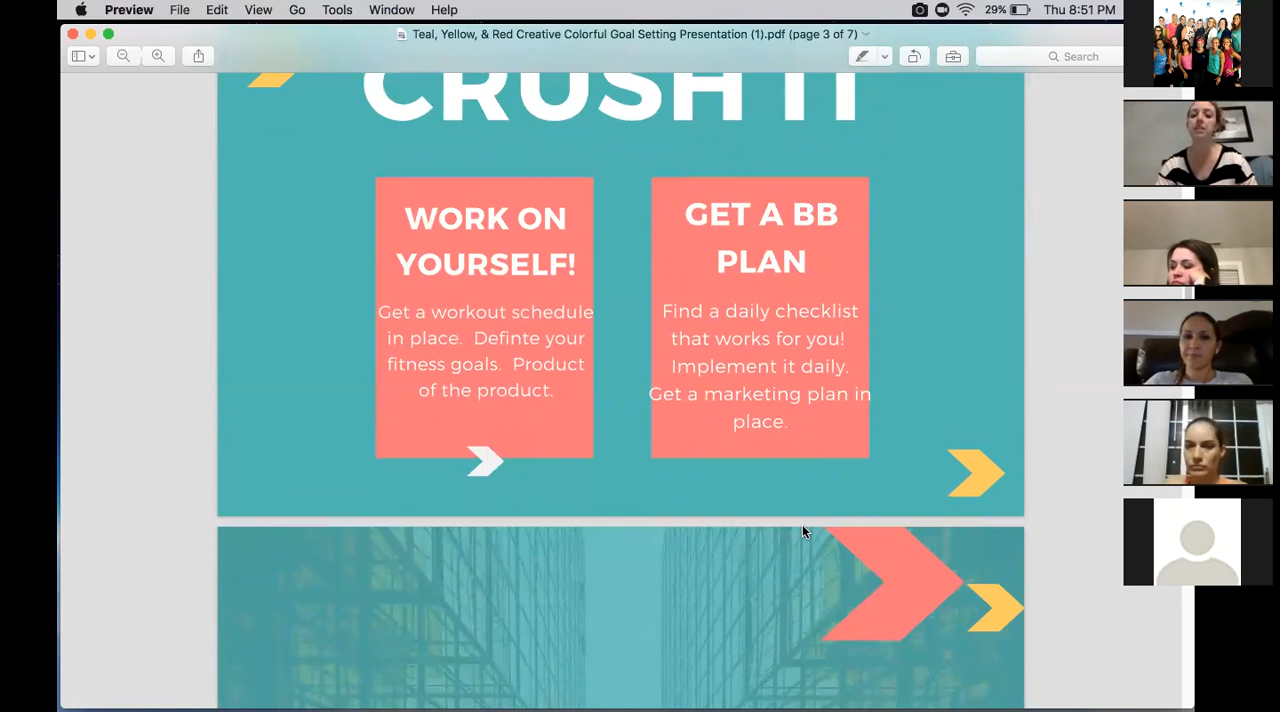 Preview File Edit View Go Tools Window Help 29% Thu 8:51 PM
Teal, Yellow, & Red Creative Colorful Goal Setting Presentation (1).pdf (page 3 of 7)
Search
CRUSH IT
WORK ON
YOURSELF!
Get a workout schedule
in place. Definte your
fitness goals. Product
of the product.
GET A BB
PLAN
Find a daily checklist
that works for you!
Implement it daily.
Get a marketing plan in
place.